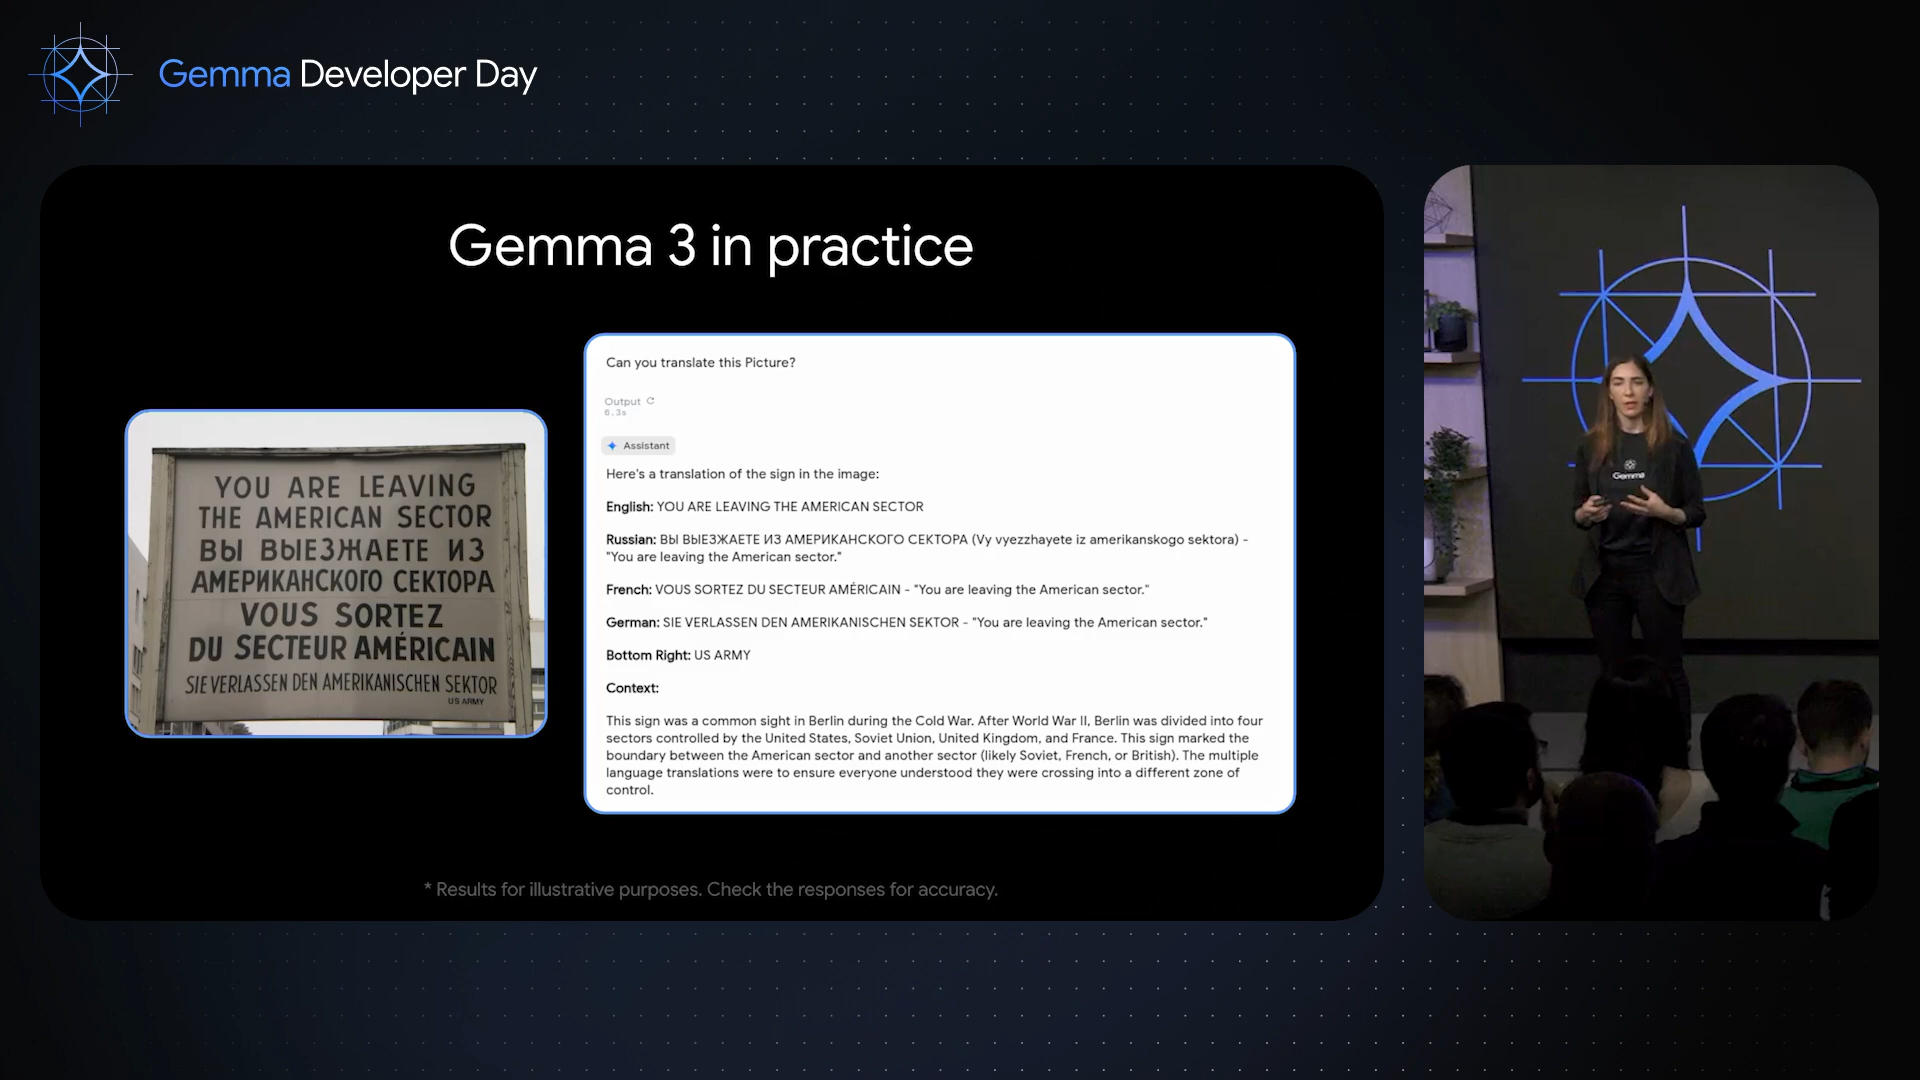 Gemma Developer Day
Gemma 3 in practice
YOU ARE LEAVING
THE AMERICAN SECTOR
ВЫ ВЫЕЗЖАЕТЕ ИЗ
АМЕРИКАНСКОГО СЕКТОРА
VOUS SORTEZ
DU SECTEUR AMÉRICAIN
SIE VERLASSEN DEN AMERIKANISCHEN SEKTOR
US ARMY
Can you translate this Picture?
Output
6.3s
Assistant
Here's a translation of the sign in the image:
English: YOU ARE LEAVING THE AMERICAN SECTOR
Russian: ВЫ ВЫЕЗЖАЕТЕ ИЗ АМЕРИКАНСКОГО СЕКТОРА (Vy vyezzhayete iz amerikanskogo sektora) -
"You are leaving the American sector."
French: VOUS SORTEZ DU SECTEUR AMÉRICAIN - "You are leaving the American sector."
German: SIE VERLASSEN DEN AMERIKANISCHEN SEKTOR - "You are leaving the American sector."
Bottom Right: US ARMY
Context:
This sign was a common sight in Berlin during the Cold War. After World War II, Berlin was divided into four
sectors controlled by the United States, Soviet Union, United Kingdom, and France. This sign marked the
boundary between the American sector and another sector (likely Soviet, French, or British). The multiple
language translations were to ensure everyone understood they were crossing into a different zone of
control.
* Results for illustrative purposes. Check the responses for accuracy.
Gemma